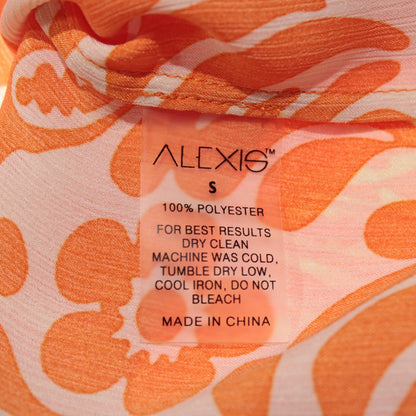 ALEXIS™
S
100% POLYESTER
FOR BEST RESULTS
DRY CLEAN
MACHINE WAS COLD,
TUMBLE DRY LOW,
COOL IRON, DO NOT
BLEACH
MADE IN CHINA